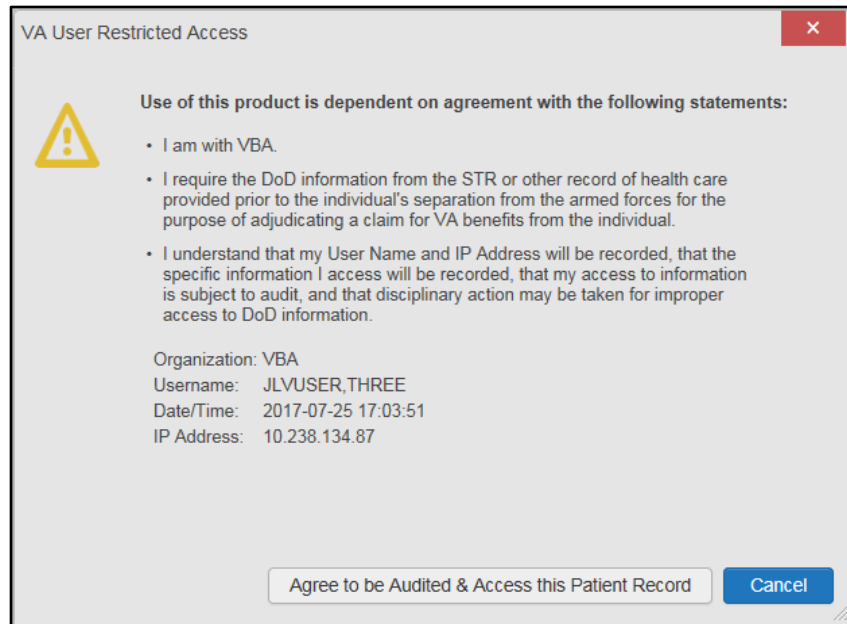 VA User Restricted Access
Use of this product is dependent on agreement with the following statements:
• I am with VBA.
• I require the DoD information from the STR or other record of health care
provided prior to the individual's separation from the armed forces for the
purpose of adjudicating a claim for VA benefits from the individual.
• I understand that my User Name and IP Address will be recorded, that the
specific information I access will be recorded, that my access to information
is subject to audit, and that disciplinary action may be taken for improper
access to DoD information.
Organization: VBA
Username: JLVUSER,THREE
Date/Time: 2017-07-25 17:03:51
IP Address: 10.238.134.87
Agree to be Audited & Access this Patient Record Cancel